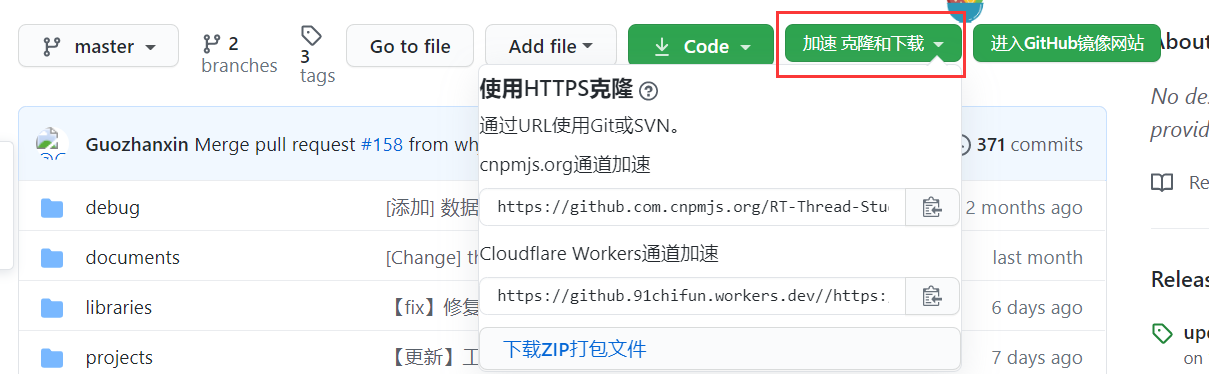 master
2
branches
3
tags
Go to file
Add file
Code
加速 克隆和下载
进入GitHub镜像网站
About
No des
provid
Guozhanxin Merge pull request #158 from wh
371 commits
使用HTTPS克隆
通过URL使用Git或SVN。
cnpmjs.org通道加速
https://github.com.cnpmjs.org/RT-Thread-Stu
Cloudflare Workers通道加速
https://github.91chifun.workers.dev//https:/
下载ZIP打包文件
debug
[添加] 数据
2 months ago
documents
[Change] th
last month
libraries
【fix】修复
6 days ago
projects
【更新】工
7 days ago
Re
Releas
upd
on